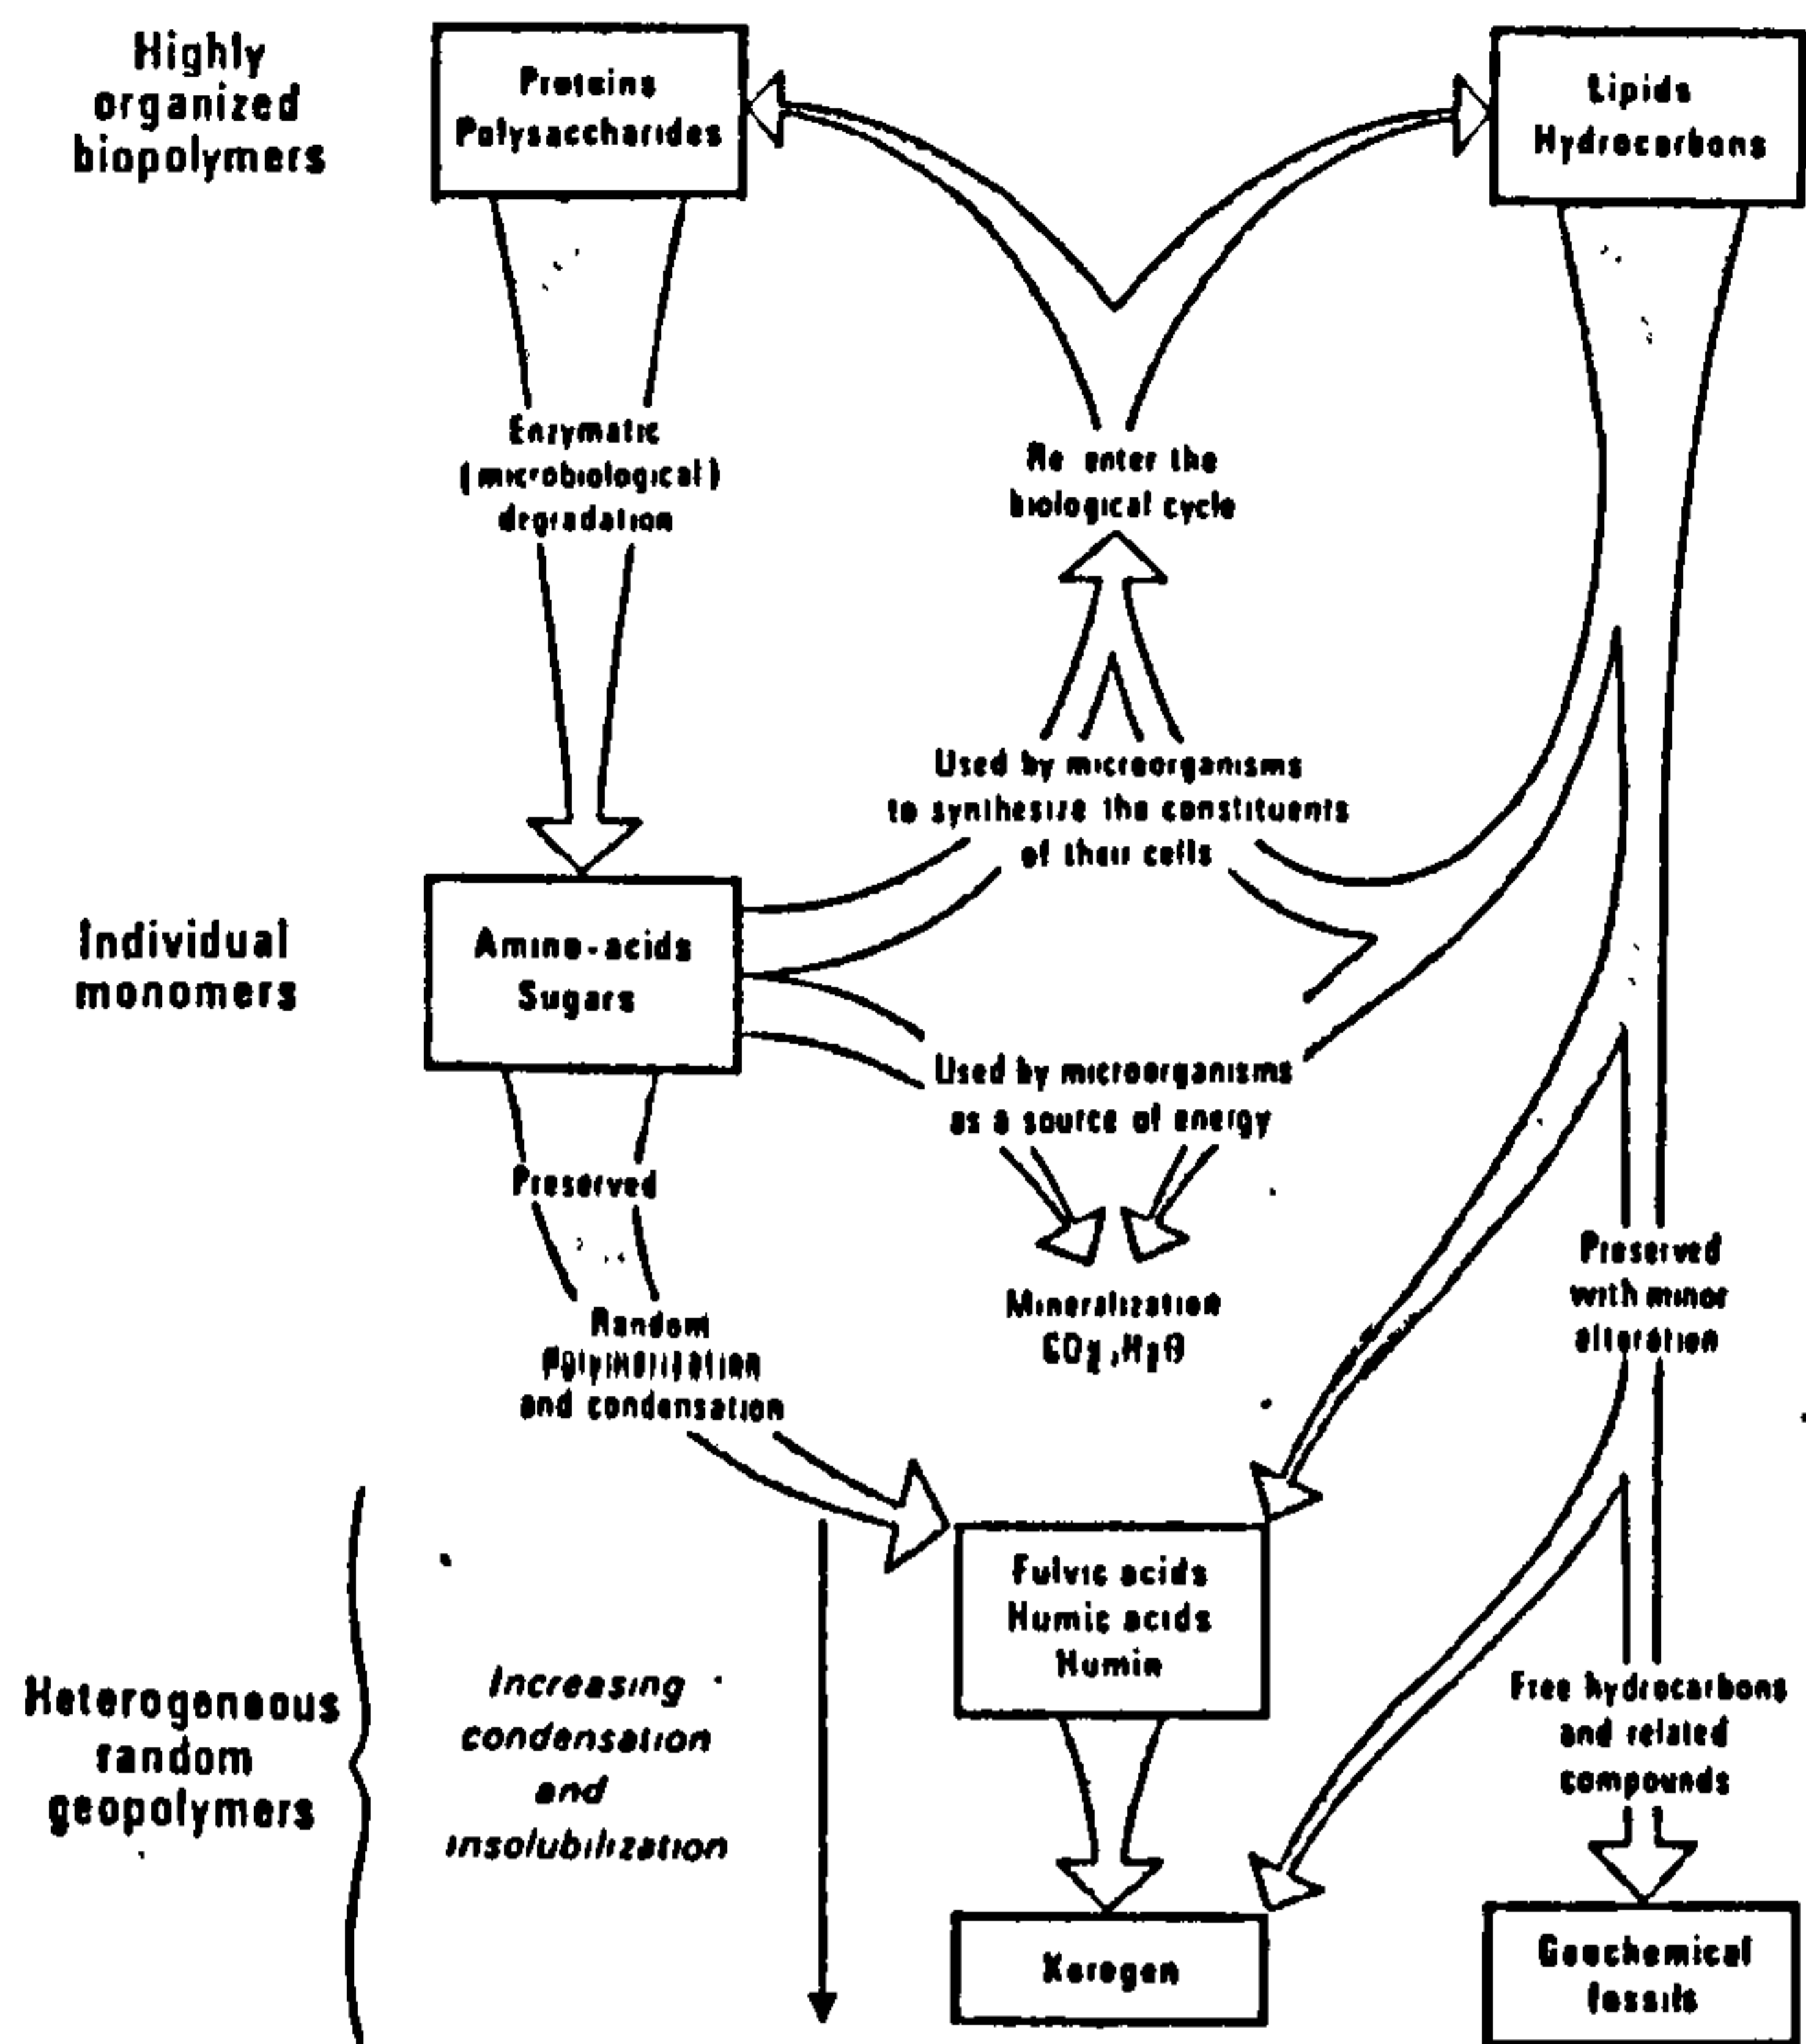 Highly
organized
biopolymers
Proteins
Polysaccharides
Lipids
Hydrocarbons
Enzymatic
(microbiological)
degradation
Re enter the
biological cycle
Used by microorganisms
to synthesize the constituents
of their cells
Individual
monomers
Amino-acids
Sugars
Used by microorganisms
as a source of energy
Preserved
Random
polymerization
and condensation
Mineralization
CO₂, H₂O
Preserved
with minor
alteration
Heterogeneous
random
geopolymers
Increasing
condensation
and
insolubilization
Fulvic acids
Humic acids
Humin
Free hydrocarbons
and related
compounds
Kerogen
Geochemical
fossils